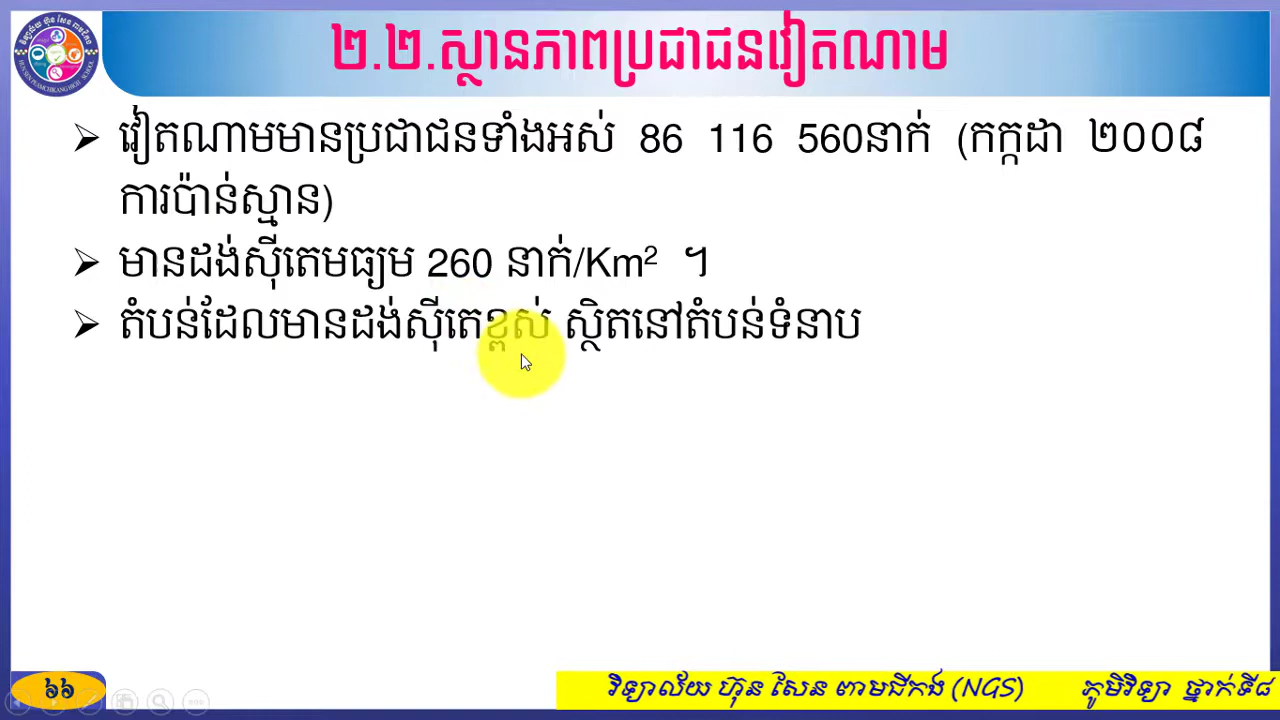 ២.២.ស្ថានភាពប្រជាជនវៀតណាម
➢ វៀតណាមមានប្រជាជនទាំងអស់ 86 116 560នាក់ (កក្កដា ២០០៨
ការប៉ាន់ស្មាន)
➢ មានដង់ស៊ីតេមធ្យម 260 នាក់/Km² ។
➢ តំបន់ដែលមានដង់ស៊ីតេខ្ពស់ ស្ថិតនៅតំបន់ទំនាប
៦៦
វិទ្យាល័យ ហ៊ុន សែន ពាមជីកង (NGS) ភូមិវិទ្យា ថ្នាក់ទី៨